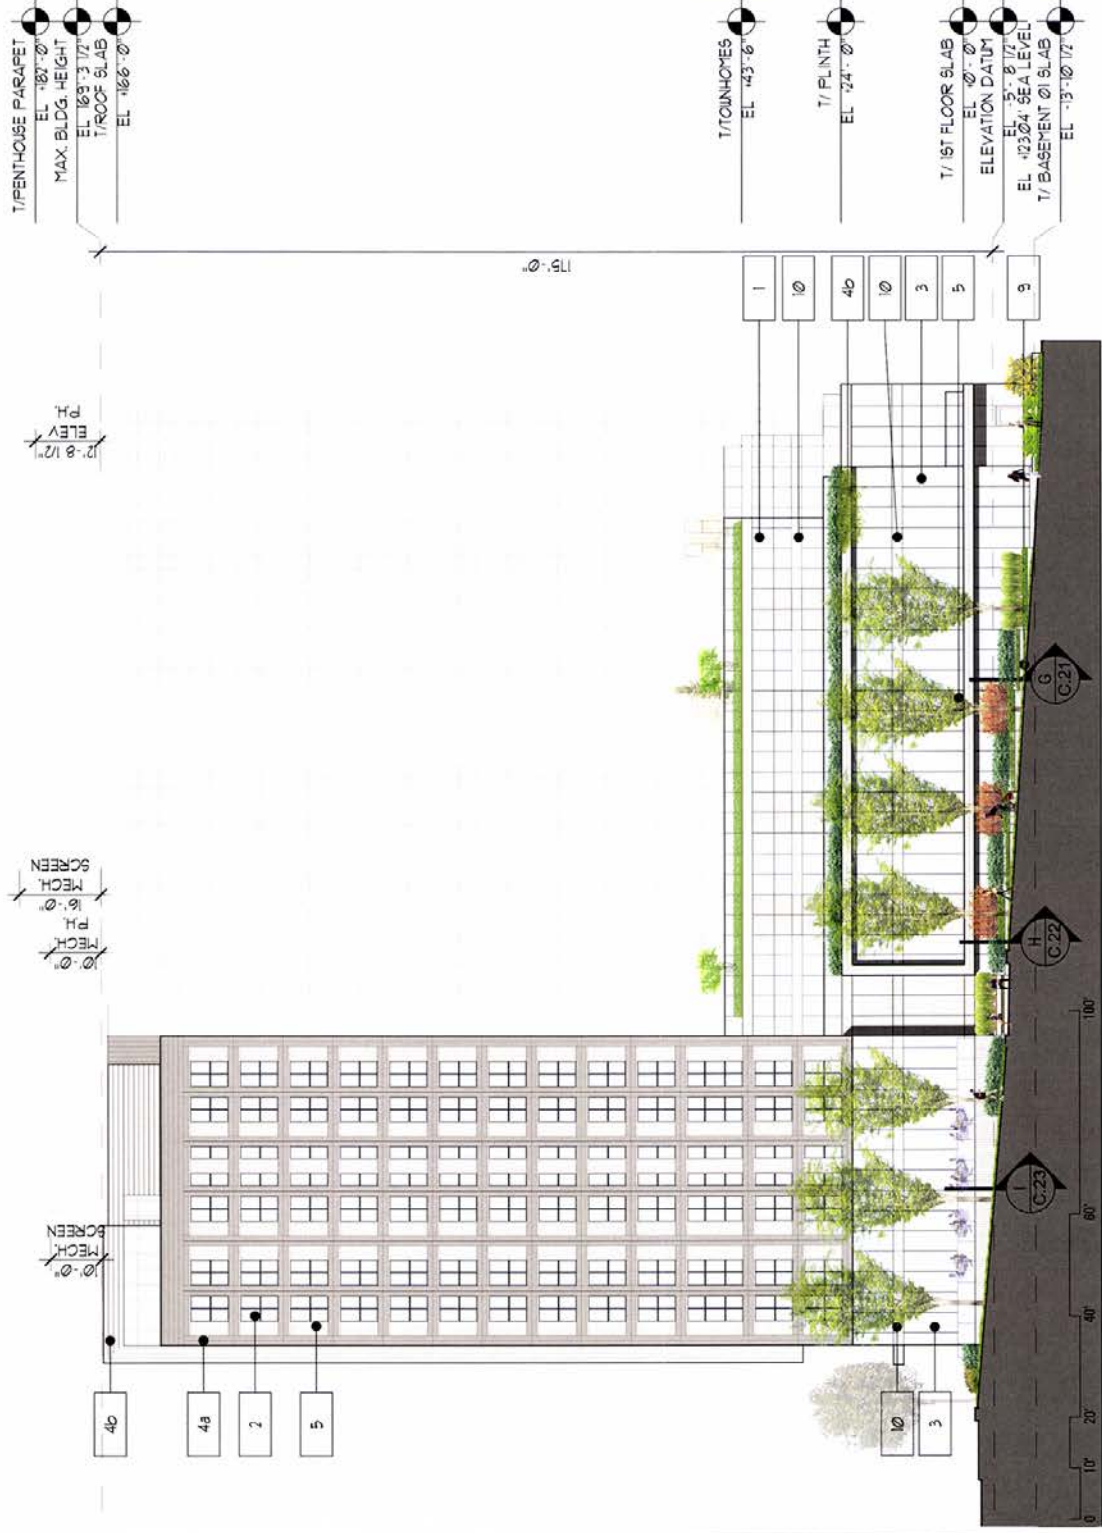 T/PENTHOUSE PARAPET
EL +182'-0"
MAX. BLDG. HEIGHT
EL 169'-3 1/2"
T/ROOF SLAB
EL +166'-0"
T/TOWNHOMES
EL +43'-6"
T/ PLINTH
EL +24'-0"
T/ 1ST FLOOR SLAB
EL +0'-0"
ELEVATION DATUM
EL -5'-8 1/2"
EL +123.04' SEA LEVEL
T/ BASEMENT 01 SLAB
EL -13'-10 1/2"
175'-0"
12'-8 1/2"
ELEV
P.H.
16'-0"
MECH.
SCREEN
10'-0"
MECH.
P.H.
10'-0"
MECH.
SCREEN
1
10
4b
10
3
5
9
4b
4a
2
5
10
3
G
C.21
H
C.22
I
C.23
0
10'
20'
40'
60'
100'